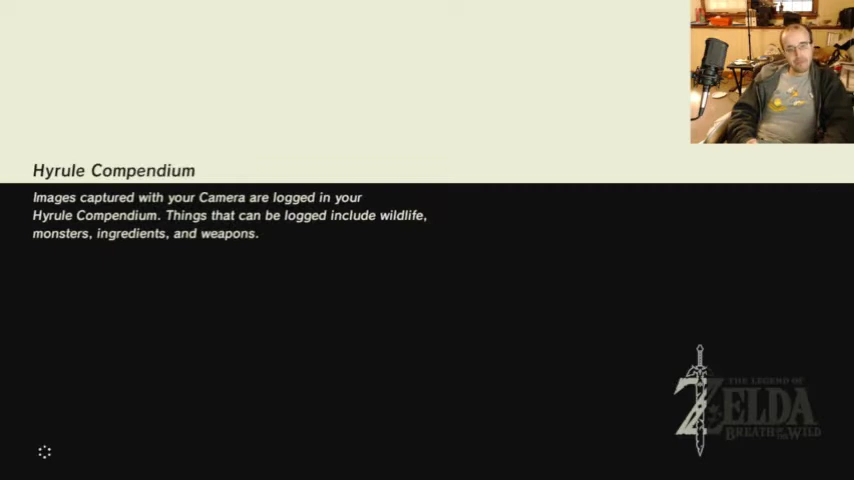 Hyrule Compendium
Images captured with your Camera are logged in your
Hyrule Compendium. Things that can be logged include wildlife,
monsters, ingredients, and weapons.
THE LEGEND OF
ZELDA
BREATH OF THE WILD